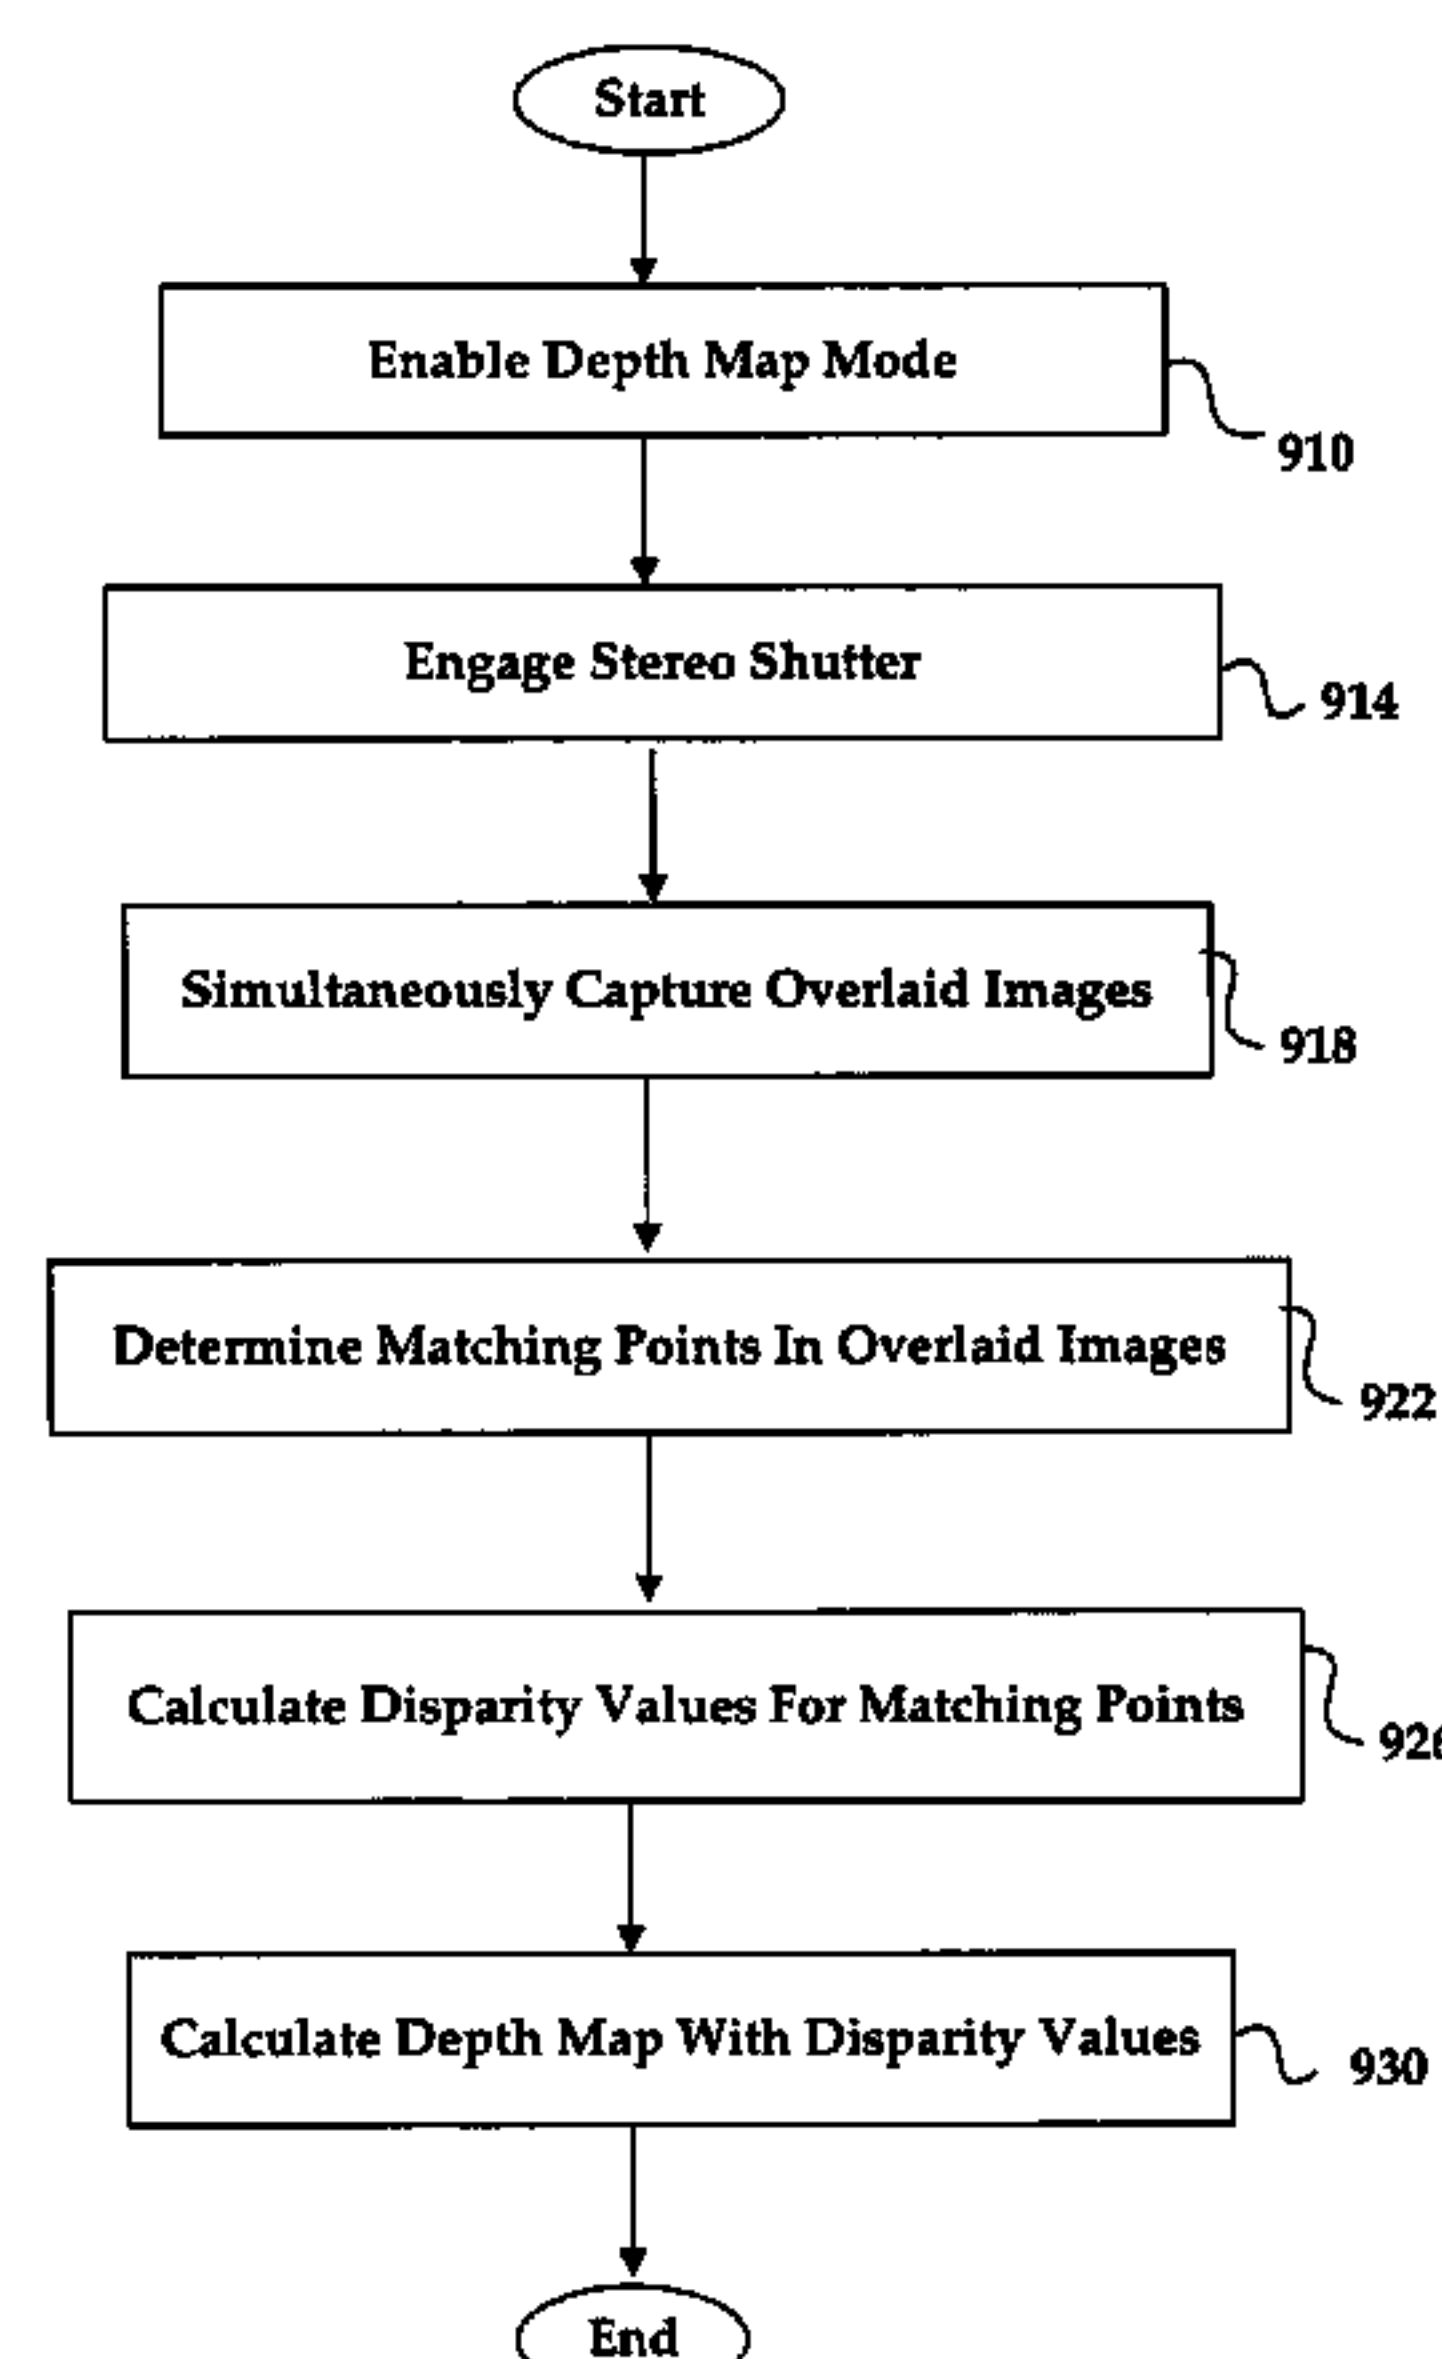 Start
Enable Depth Map Mode
910
Engage Stereo Shutter
914
Simultaneously Capture Overlaid Images
918
Determine Matching Points In Overlaid Images
922
Calculate Disparity Values For Matching Points
926
Calculate Depth Map With Disparity Values
930
End